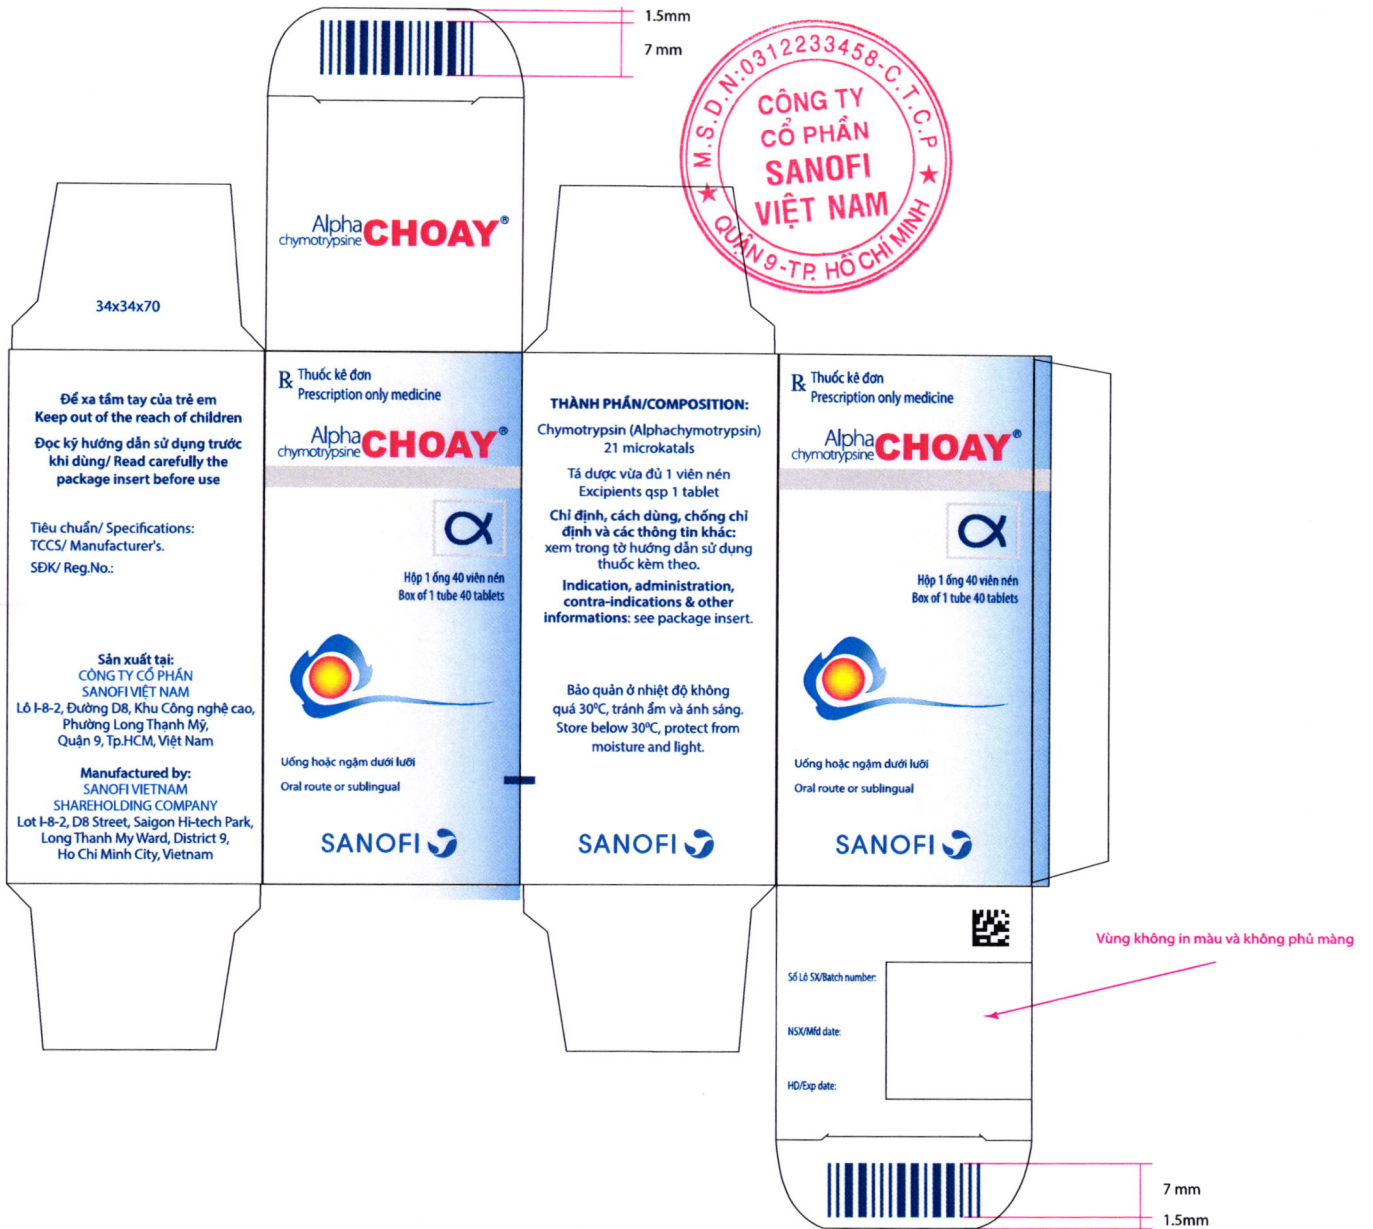 1.5mm
7 mm
M.S.D.N:0312233458-C.T.C.P
CÔNG TY
CỔ PHẦN
SANOFI
VIỆT NAM
QUẬN 9-TP. HỒ CHÍ MINH
Alpha
chymotrypsine CHOAY®
34x34x70
Để xa tầm tay của trẻ em
Keep out of the reach of children
Đọc kỹ hướng dẫn sử dụng trước
khi dùng/ Read carefully the
package insert before use
Tiêu chuẩn/ Specifications:
TCCS/ Manufacturer's.
SĐK/ Reg.No.:
Sản xuất tại:
CÔNG TY CỔ PHẦN
SANOFI VIỆT NAM
Lô I-8-2, Đường D8, Khu Công nghệ cao,
Phường Long Thạnh Mỹ,
Quận 9, Tp.HCM, Việt Nam
Manufactured by:
SANOFI VIETNAM
SHAREHOLDING COMPANY
Lot I-8-2, D8 Street, Saigon Hi-tech Park,
Long Thanh My Ward, District 9,
Ho Chi Minh City, Vietnam
Rx Thuốc kê đơn
Prescription only medicine
Alpha
chymotrypsine CHOAY®
α
Hộp 1 ống 40 viên nén
Box of 1 tube 40 tablets
Uống hoặc ngậm dưới lưỡi
Oral route or sublingual
SANOFI
THÀNH PHẦN/COMPOSITION:
Chymotrypsin (Alphachymotrypsin)
21 microkatals
Tá dược vừa đủ 1 viên nén
Excipients qsp 1 tablet
Chỉ định, cách dùng, chống chỉ
định và các thông tin khác:
xem trong tờ hướng dẫn sử dụng
thuốc kèm theo.
Indication, administration,
contra-indications & other
informations: see package insert.
Bảo quản ở nhiệt độ không
quá 30⁰C, tránh ẩm và ánh sáng.
Store below 30⁰C, protect from
moisture and light.
SANOFI
Rx Thuốc kê đơn
Prescription only medicine
Alpha
chymotrypsine CHOAY®
α
Hộp 1 ống 40 viên nén
Box of 1 tube 40 tablets
Uống hoặc ngậm dưới lưỡi
Oral route or sublingual
SANOFI
Vùng không in màu và không phủ màng
Số Lô SX/Batch number:
NSX/Mfd date:
HD/Exp date:
7 mm
1.5mm